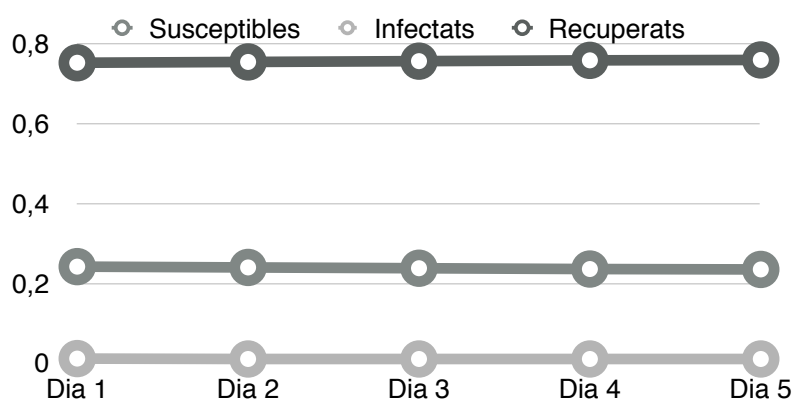 Susceptibles Infectats Recuperats
0,8
0,6
0,4
0,2
0
Dia 1 Dia 2 Dia 3 Dia 4 Dia 5